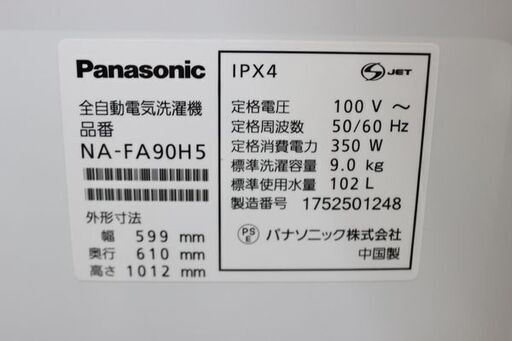 Panasonic
全自動電気洗濯機
品番
NA-FA90H5
外形寸法
幅 599 mm
奥行 610 mm
高さ 1012 mm
IPX4
S JET
定格電圧 100 V ~
定格周波数 50/60 Hz
定格消費電力 350 W
標準洗濯容量 9.0 kg
標準使用水量 102 L
製造番号 1752501248
PS E パナソニック株式会社
中国製